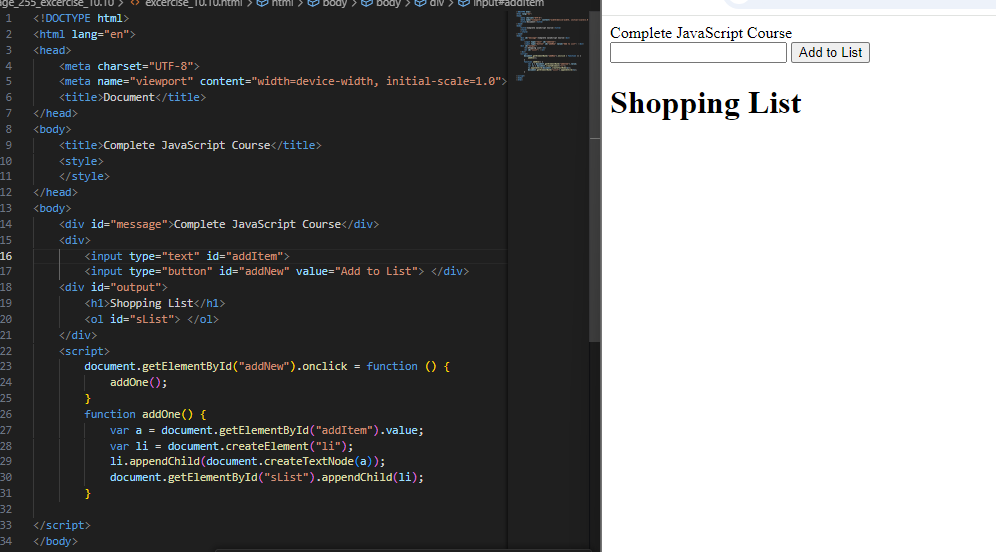 age_255_excercise_10.10 > <> excercise_10.10.html > html > body > body > div > input#addItem
1 <!DOCTYPE html>
2 <html lang="en">
3 <head>
4 <meta charset="UTF-8">
5 <meta name="viewport" content="width=device-width, initial-scale=1.0">
6 <title>Document</title>
7 </head>
8 <body>
9 <title>Complete JavaScript Course</title>
10 <style>
11 </style>
12 </head>
13 <body>
14 <div id="message">Complete JavaScript Course</div>
15 <div>
16 <input type="text" id="addItem">
17 <input type="button" id="addNew" value="Add to List"> </div>
18 <div id="output">
19 <h1>Shopping List</h1>
20 <ol id="sList"> </ol>
21 </div>
22 <script>
23 document.getElementById("addNew").onclick = function () {
24 addOne();
25 }
26 function addOne() {
27 var a = document.getElementById("addItem").value;
28 var li = document.createElement("li");
29 li.appendChild(document.createTextNode(a));
30 document.getElementById("sList").appendChild(li);
31 }
32
33 </script>
34 </body>
Complete JavaScript Course
Add to List
Shopping List